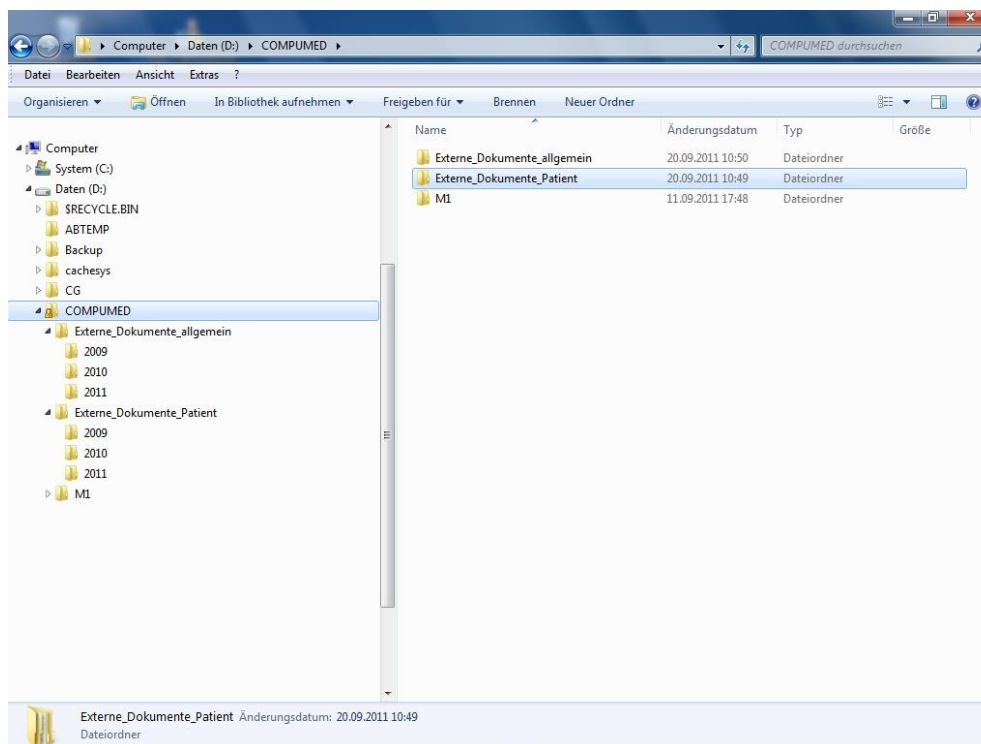 Computer ▸ Daten (D:) ▸ COMPUMED ▸
COMPUMED durchsuchen
Datei Bearbeiten Ansicht Extras ?
Organisieren Öffnen In Bibliothek aufnehmen Freigeben für Brennen Neuer Ordner
Name Änderungsdatum Typ Größe
Computer
System (C:)
Daten (D:)
$RECYCLE.BIN
ABTEMP
Backup
cachesys
CG
COMPUMED
Externe_Dokumente_allgemein
2009
2010
2011
Externe_Dokumente_Patient
2009
2010
2011
M1
Externe_Dokumente_allgemein 20.09.2011 10:50 Dateiordner
Externe_Dokumente_Patient 20.09.2011 10:49 Dateiordner
M1 11.09.2011 17:48 Dateiordner
Externe_Dokumente_Patient Änderungsdatum: 20.09.2011 10:49
Dateiordner